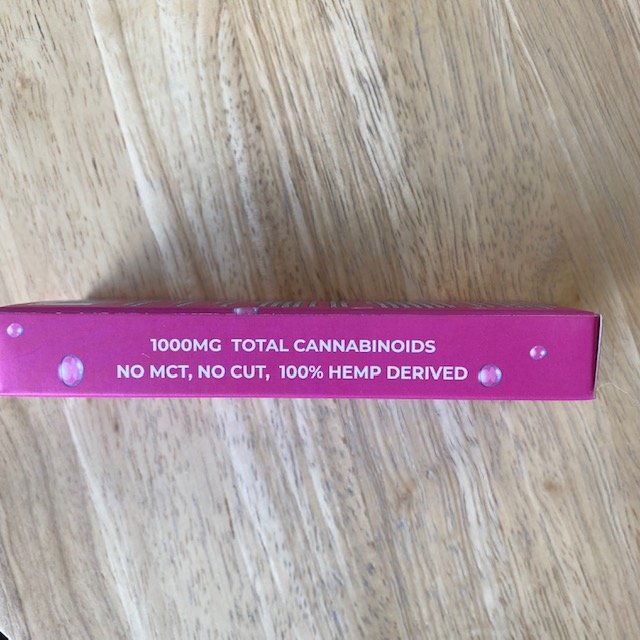 1000MG TOTAL CANNABINOIDS
NO MCT, NO CUT, 100% HEMP DERIVED